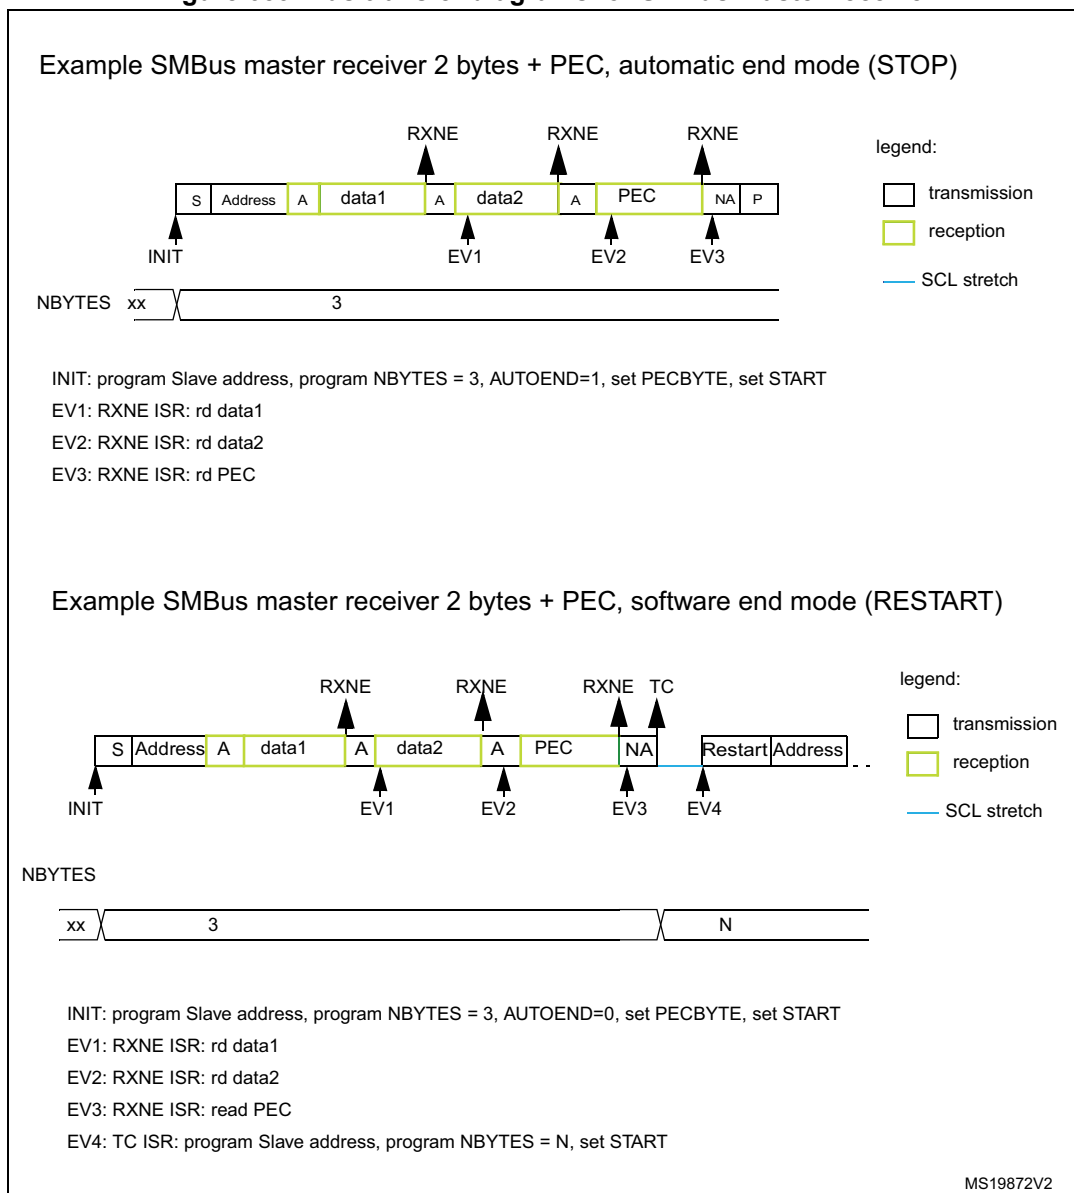 Example SMBus master receiver 2 bytes + PEC, automatic end mode (STOP)
RXNE RXNE RXNE
legend:
S Address A data1 A data2 A PEC NA P
transmission
reception
INIT EV1 EV2 EV3
SCL stretch
NBYTES xx 3
INIT: program Slave address, program NBYTES = 3, AUTOEND=1, set PECBYTE, set START
EV1: RXNE ISR: rd data1
EV2: RXNE ISR: rd data2
EV3: RXNE ISR: rd PEC
Example SMBus master receiver 2 bytes + PEC, software end mode (RESTART)
RXNE RXNE RXNE TC
legend:
transmission
S Address A data1 A data2 A PEC NA Restart Address
reception
INIT EV1 EV2 EV3 EV4
SCL stretch
NBYTES
xx 3 N
INIT: program Slave address, program NBYTES = 3, AUTOEND=0, set PECBYTE, set START
EV1: RXNE ISR: rd data1
EV2: RXNE ISR: rd data2
EV3: RXNE ISR: read PEC
EV4: TC ISR: program Slave address, program NBYTES = N, set START
MS19872V2